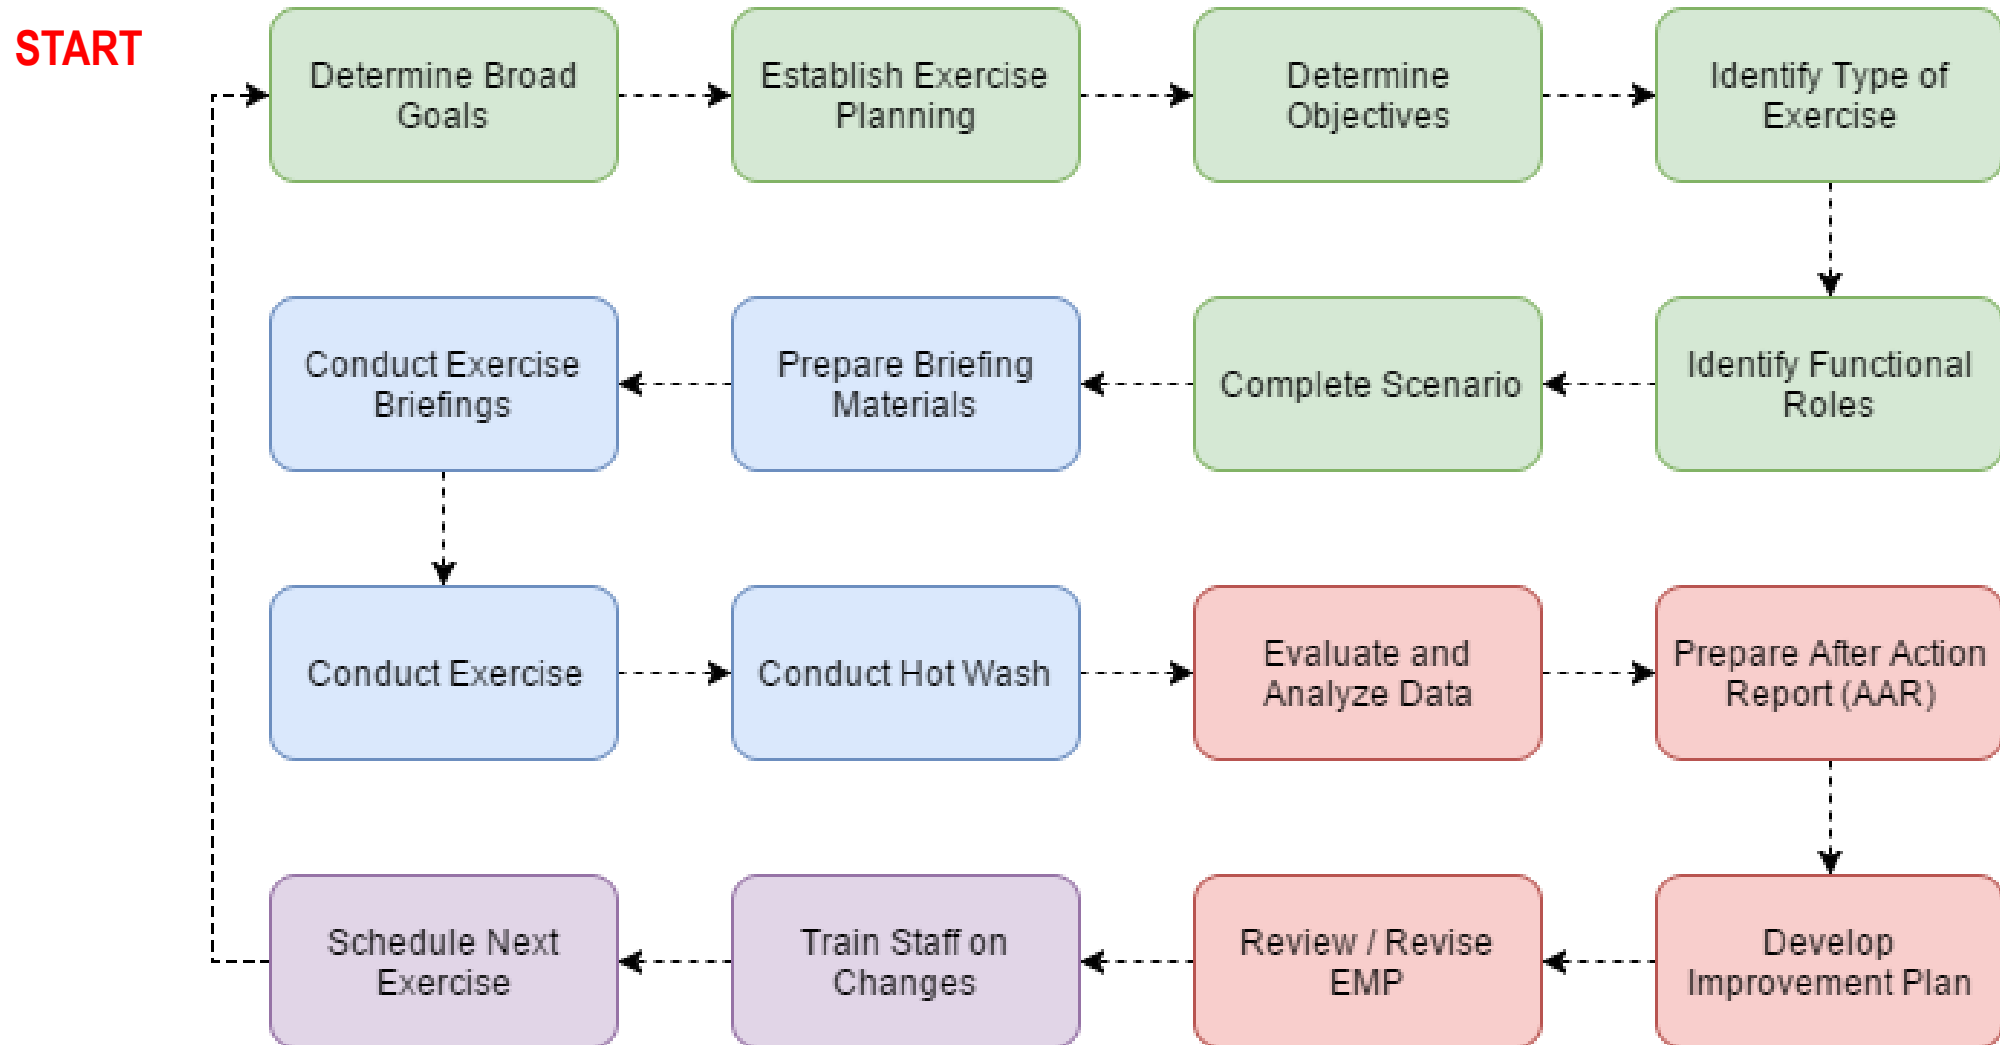 START
Determine Broad
Goals
Establish Exercise
Planning
Determine
Objectives
Identify Type of
Exercise
Conduct Exercise
Briefings
Prepare Briefing
Materials
Complete Scenario
Identify Functional
Roles
Conduct Exercise
Conduct Hot Wash
Evaluate and
Analyze Data
Prepare After Action
Report (AAR)
Schedule Next
Exercise
Train Staff on
Changes
Review / Revise
EMP
Develop
Improvement Plan